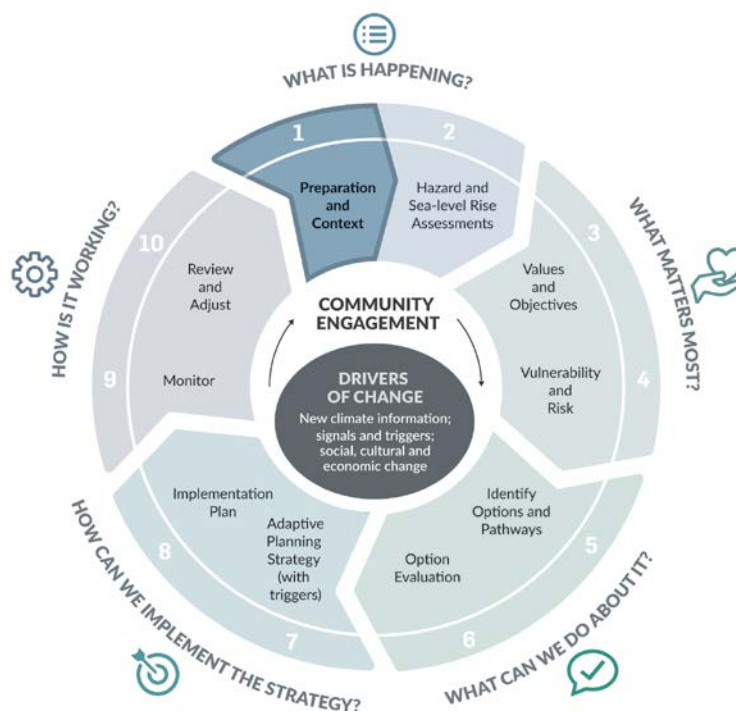 WHAT IS HAPPENING?
1
Preparation
and
Context
2
Hazard and
Sea-level Rise
Assessments
WHAT MATTERS MOST?
3
Values
and
Objectives
4
Vulnerability
and
Risk
WHAT CAN WE DO ABOUT IT?
5
Identify
Options and
Pathways
6
Option
Evaluation
HOW CAN WE IMPLEMENT THE STRATEGY?
7
Adaptive
Planning
Strategy
(with
triggers)
8
Implementation
Plan
HOW IS IT WORKING?
9
Monitor
10
Review
and
Adjust
COMMUNITY
ENGAGEMENT
DRIVERS
OF CHANGE
New climate information;
signals and triggers;
social, cultural and
economic change